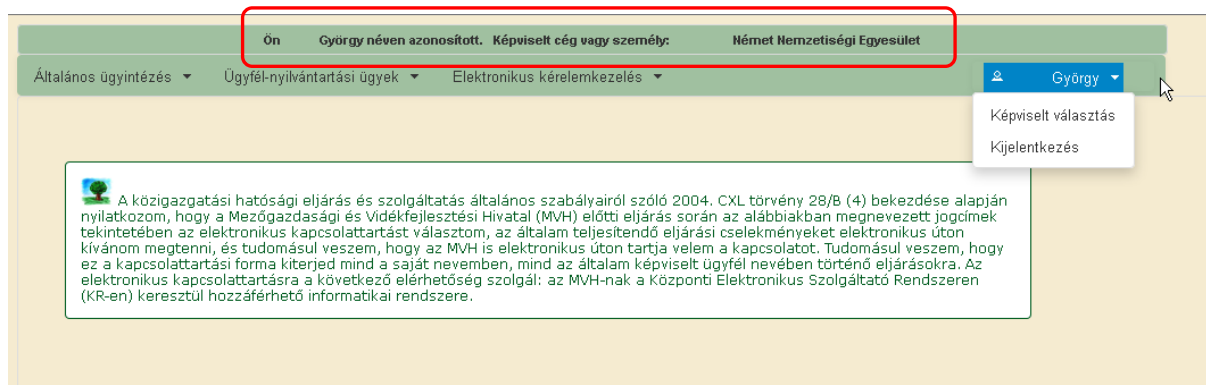 Ön György néven azonosított. Képviselt cég vagy személy: Német Nemzetiségi Egyesület
Általános ügyintézés Ügyfél-nyilvántartási ügyek Elektronikus kérelemkezelés György
Képviselt választás
Kijelentkezés
A közigazgatási hatósági eljárás és szolgáltatás általános szabályairól szóló 2004. CXL törvény 28/B (4) bekezdése alapján
nyilatkozom, hogy a Mezőgazdasági és Vidékfejlesztési Hivatal (MVH) előtti eljárás során az alábbiakban megnevezett jogcímek
tekintetében az elektronikus kapcsolattartást választom, az általam teljesítendő eljárási cselekményeket elektronikus úton
kívánom megtenni, és tudomásul veszem, hogy az MVH is elektronikus úton tartja velem a kapcsolatot. Tudomásul veszem, hogy
ez a kapcsolattartási forma kiterjed mind a saját nevemben, mind az általam képviselt ügyfél nevében történő eljárásokra. Az
elektronikus kapcsolattartásra a következő elérhetőség szolgál: az MVH-nak a Központi Elektronikus Szolgáltató Rendszeren
(KR-en) keresztül hozzáférhető informatikai rendszere.